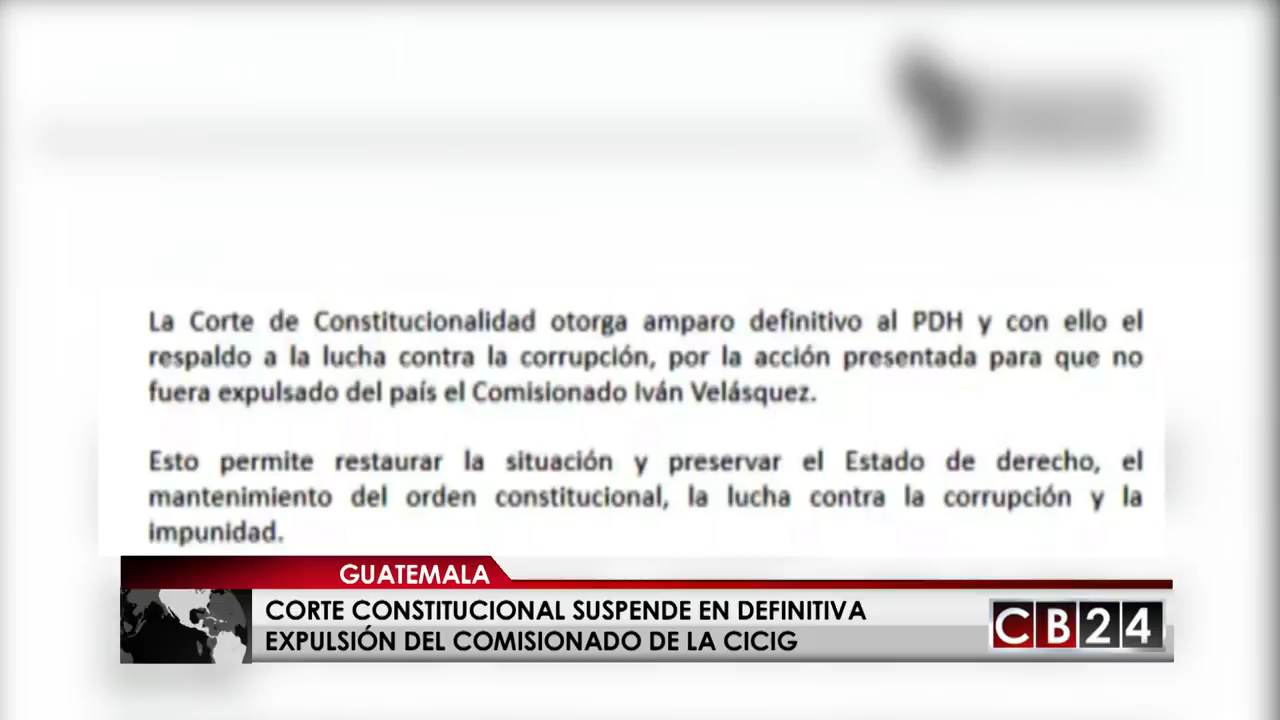 La Corte de Constitucionalidad otorga amparo definitivo al PDH y con ello el
respaldo a la lucha contra la corrupción, por la acción presentada para que no
fuera expulsado del país el Comisionado Iván Velásquez.
Esto permite restaurar la situación y preservar el Estado de derecho, el
mantenimiento del orden constitucional, la lucha contra la corrupción y la
impunidad.
GUATEMALA
CORTE CONSTITUCIONAL SUSPENDE EN DEFINITIVA
EXPULSIÓN DEL COMISIONADO DE LA CICIG
CB24